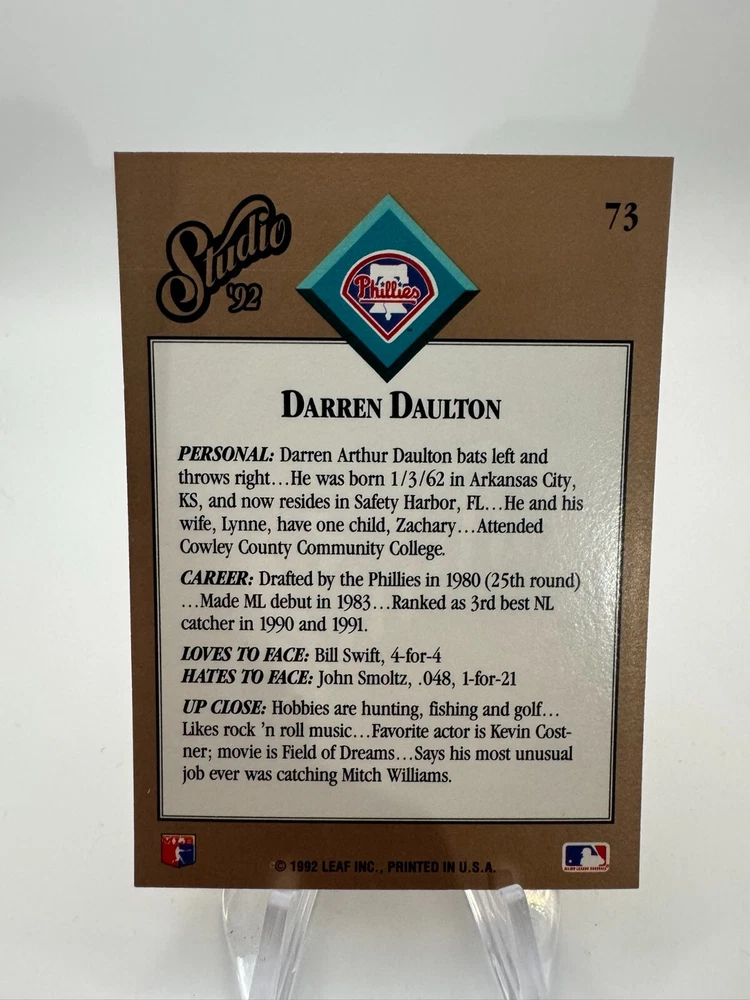 Studio
'92
73
Phillies
DARREN DAULTON
PERSONAL: Darren Arthur Daulton bats left and
throws right...He was born 1/3/62 in Arkansas City,
KS, and now resides in Safety Harbor, FL...He and his
wife, Lynne, have one child, Zachary...Attended
Cowley County Community College.
CAREER: Drafted by the Phillies in 1980 (25th round)
...Made ML debut in 1983...Ranked as 3rd best NL
catcher in 1990 and 1991.
LOVES TO FACE: Bill Swift, 4-for-4
HATES TO FACE: John Smoltz, .048, 1-for-21
UP CLOSE: Hobbies are hunting, fishing and golf...
Likes rock 'n roll music...Favorite actor is Kevin Cost-
ner; movie is Field of Dreams...Says his most unusual
job ever was catching Mitch Williams.
© 1992 LEAF INC., PRINTED IN U.S.A.